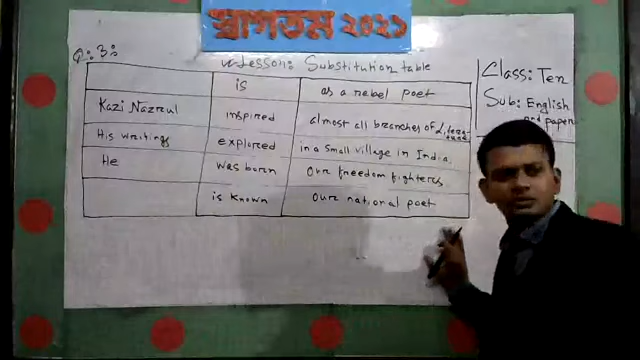 স্বাগতম ২০২১
Q: 3:
Lesson: Substitution table
Class: Ten
Sub: English
2nd paper
is
as a rebel poet
Kazi Nazrul
inspired
almost all branches of literature
His writings
explored
in a small village in India.
He
was born
our freedom fighters
is known
our national poet